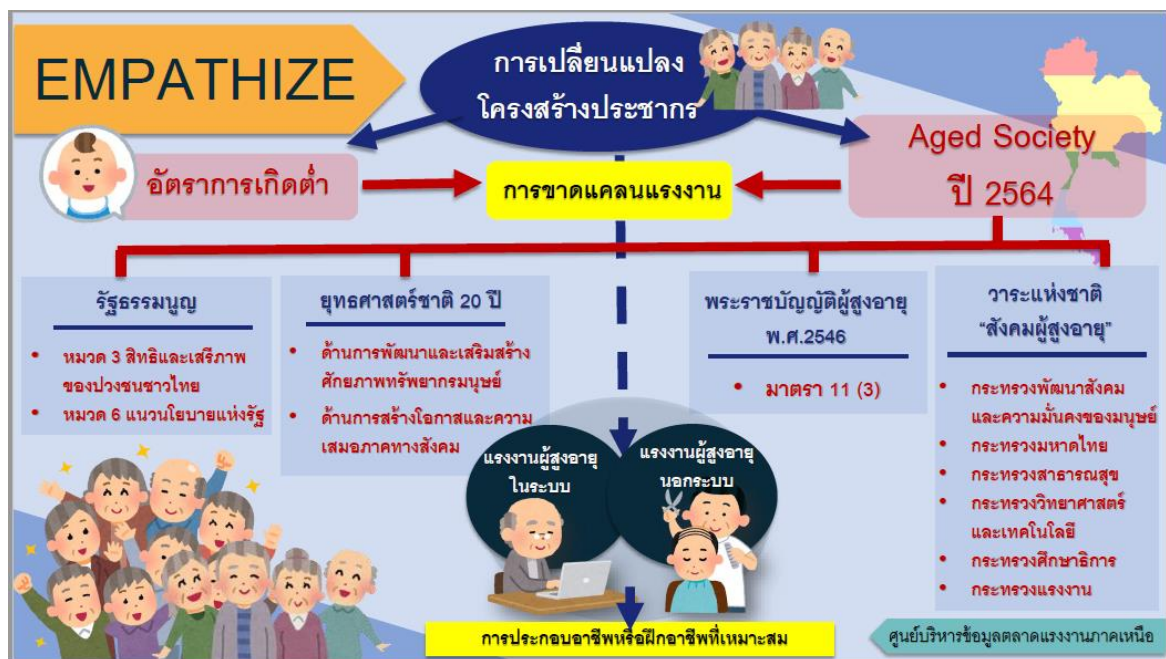 EMPATHIZE
การเปลี่ยนแปลง
โครงสร้างประชากร
อัตราการเกิดต่ำ
การขาดแคลนแรงงาน
Aged Society
ปี 2564
รัฐธรรมนูญ
• หมวด 3 สิทธิและเสรีภาพ
ของปวงชนชาวไทย
• หมวด 6 แนวนโยบายแห่งรัฐ
ยุทธศาสตร์ชาติ 20 ปี
• ด้านการพัฒนาและเสริมสร้าง
ศักยภาพทรัพยากรมนุษย์
• ด้านการสร้างโอกาสและความ
เสมอภาคทางสังคม
พระราชบัญญัติผู้สูงอายุ
พ.ศ.2546
• มาตรา 11 (3)
วาระแห่งชาติ
“สังคมผู้สูงอายุ”
• กระทรวงพัฒนาสังคม
และความมั่นคงของมนุษย์
• กระทรวงมหาดไทย
• กระทรวงสาธารณสุข
• กระทรวงวิทยาศาสตร์
และเทคโนโลยี
• กระทรวงศึกษาธิการ
• กระทรวงแรงงาน
แรงงานผู้สูงอายุ
ในระบบ
แรงงานผู้สูงอายุ
นอกระบบ
การประกอบอาชีพหรือฝึกอาชีพที่เหมาะสม
ศูนย์บริหารข้อมูลตลาดแรงงานภาคเหนือ